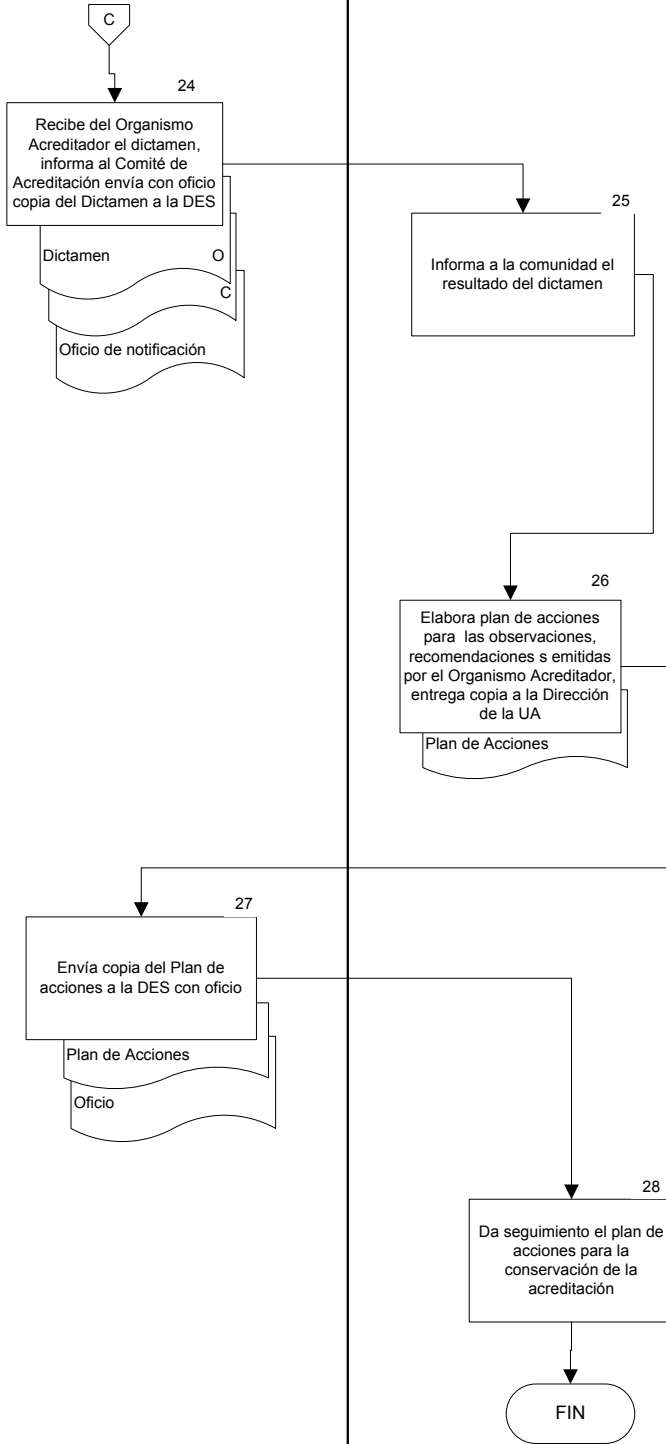 C
24
Recibe del Organismo
Acreditador el dictamen,
informa al Comité de
Acreditación envía con oficio
copia del Dictamen a la DES
Dictamen O
C
Oficio de notificación
25
Informa a la comunidad el
resultado del dictamen
26
Elabora plan de acciones
para las observaciones,
recomendaciones s emitidas
por el Organismo Acreditador,
entrega copia a la Dirección
de la UA
Plan de Acciones
27
Envía copia del Plan de
acciones a la DES con oficio
Plan de Acciones
Oficio
28
Da seguimiento el plan de
acciones para la
conservación de la
acreditación
FIN